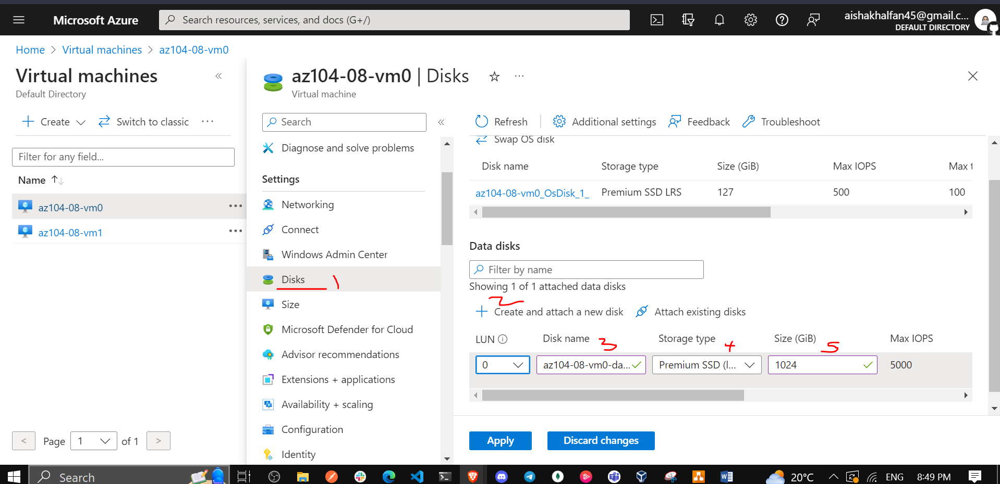 Microsoft Azure
Search resources, services, and docs (G+/)
aishakhalfan45@gmail.c...
DEFAULT DIRECTORY
Home > Virtual machines > az104-08-vm0
Virtual machines «
Default Directory
+ Create Switch to classic ...
Filter for any field...
Name ↑↓
az104-08-vm0 ...
az104-08-vm1 ...
< Page 1 of 1 >
az104-08-vm0 | Disks ☆ ...
Virtual machine
Search «
Diagnose and solve problems
Settings
Networking
Connect
Windows Admin Center
Disks 1
Size
Microsoft Defender for Cloud
Advisor recommendations
Extensions + applications
Availability + scaling
Configuration
Identity
Refresh Additional settings Feedback Troubleshoot
Swap OS disk
Disk name Storage type Size (GiB) Max IOPS Max t
az104-08-vm0_OsDisk_1_ Premium SSD LRS 127 500 100
Data disks
Filter by name
Showing 1 of 1 attached data disks
2
+ Create and attach a new disk Attach existing disks
LUN Disk name 3 Storage type 4 Size (GiB) 5 Max IOPS
0 az104-08-vm0-da... Premium SSD (l... 1024 5000
Apply Discard changes
Search 20°C ENG 8:49 PM